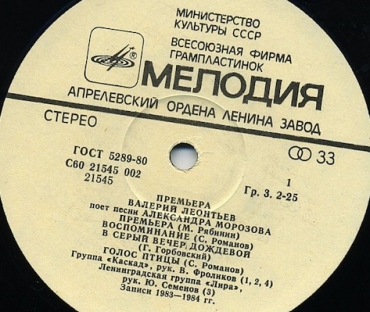 МИНИСТЕРСТВО
КУЛЬТУРЫ СССР
ВСЕСОЮЗНАЯ ФИРМА
ГРАМПЛАСТИНОК
МЕЛОДИЯ
АПРЕЛЕВСКИЙ ОРДЕНА ЛЕНИНА ЗАВОД
СТЕРЕО
33
ГОСТ 5289-80
С60 21545 002
21545
1
Гр. 3. 2-25
ПРЕМЬЕРА
ВАЛЕРИЙ ЛЕОНТЬЕВ
поет песни АЛЕКСАНДРА МОРОЗОВА
ПРЕМЬЕРА (М. Рябинин)
ВОСПОМИНАНИЕ (С. Романов)
В СЕРЫЙ ВЕЧЕР ДОЖДЕВОЙ
(Г. Горбовский)
ГОЛОС ПТИЦЫ (С. Романов)
Группа «Каскад», рук. В. Фроликов (1, 2, 4)
Ленинградская группа «Лира»,
рук. Ю. Семенов (3)
Записи 1983—1984 гг.